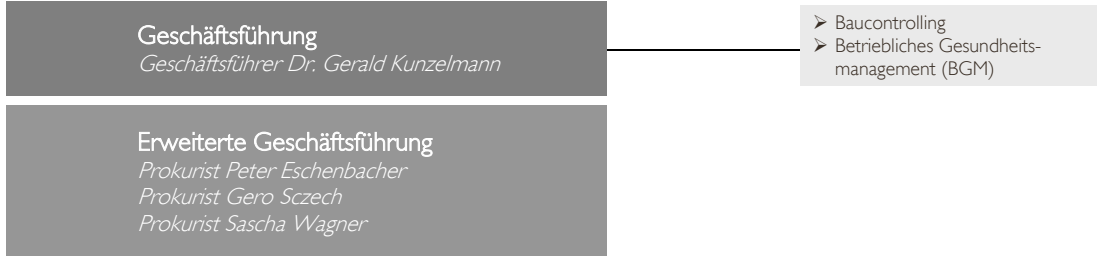 Geschäftsführung
Geschäftsführer Dr. Gerald Kunzelmann
➢ Baucontrolling
➢ Betriebliches Gesundheits-
management (BGM)
Erweiterte Geschäftsführung
Prokurist Peter Eschenbacher
Prokurist Gero Sczech
Prokurist Sascha Wagner